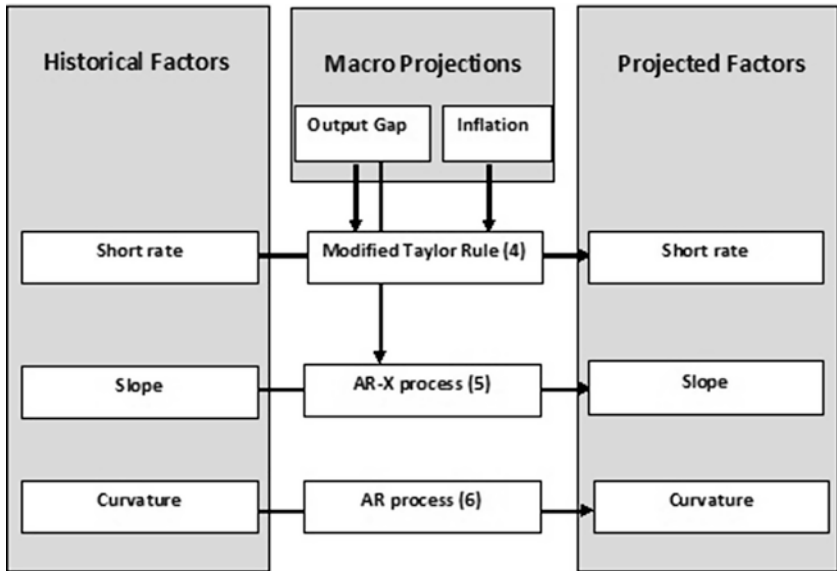 Historical Factors
Macro Projections
Projected Factors
Output Gap
Inflation
Short rate
Modified Taylor Rule (4)
Short rate
Slope
AR-X process (5)
Slope
Curvature
AR process (6)
Curvature